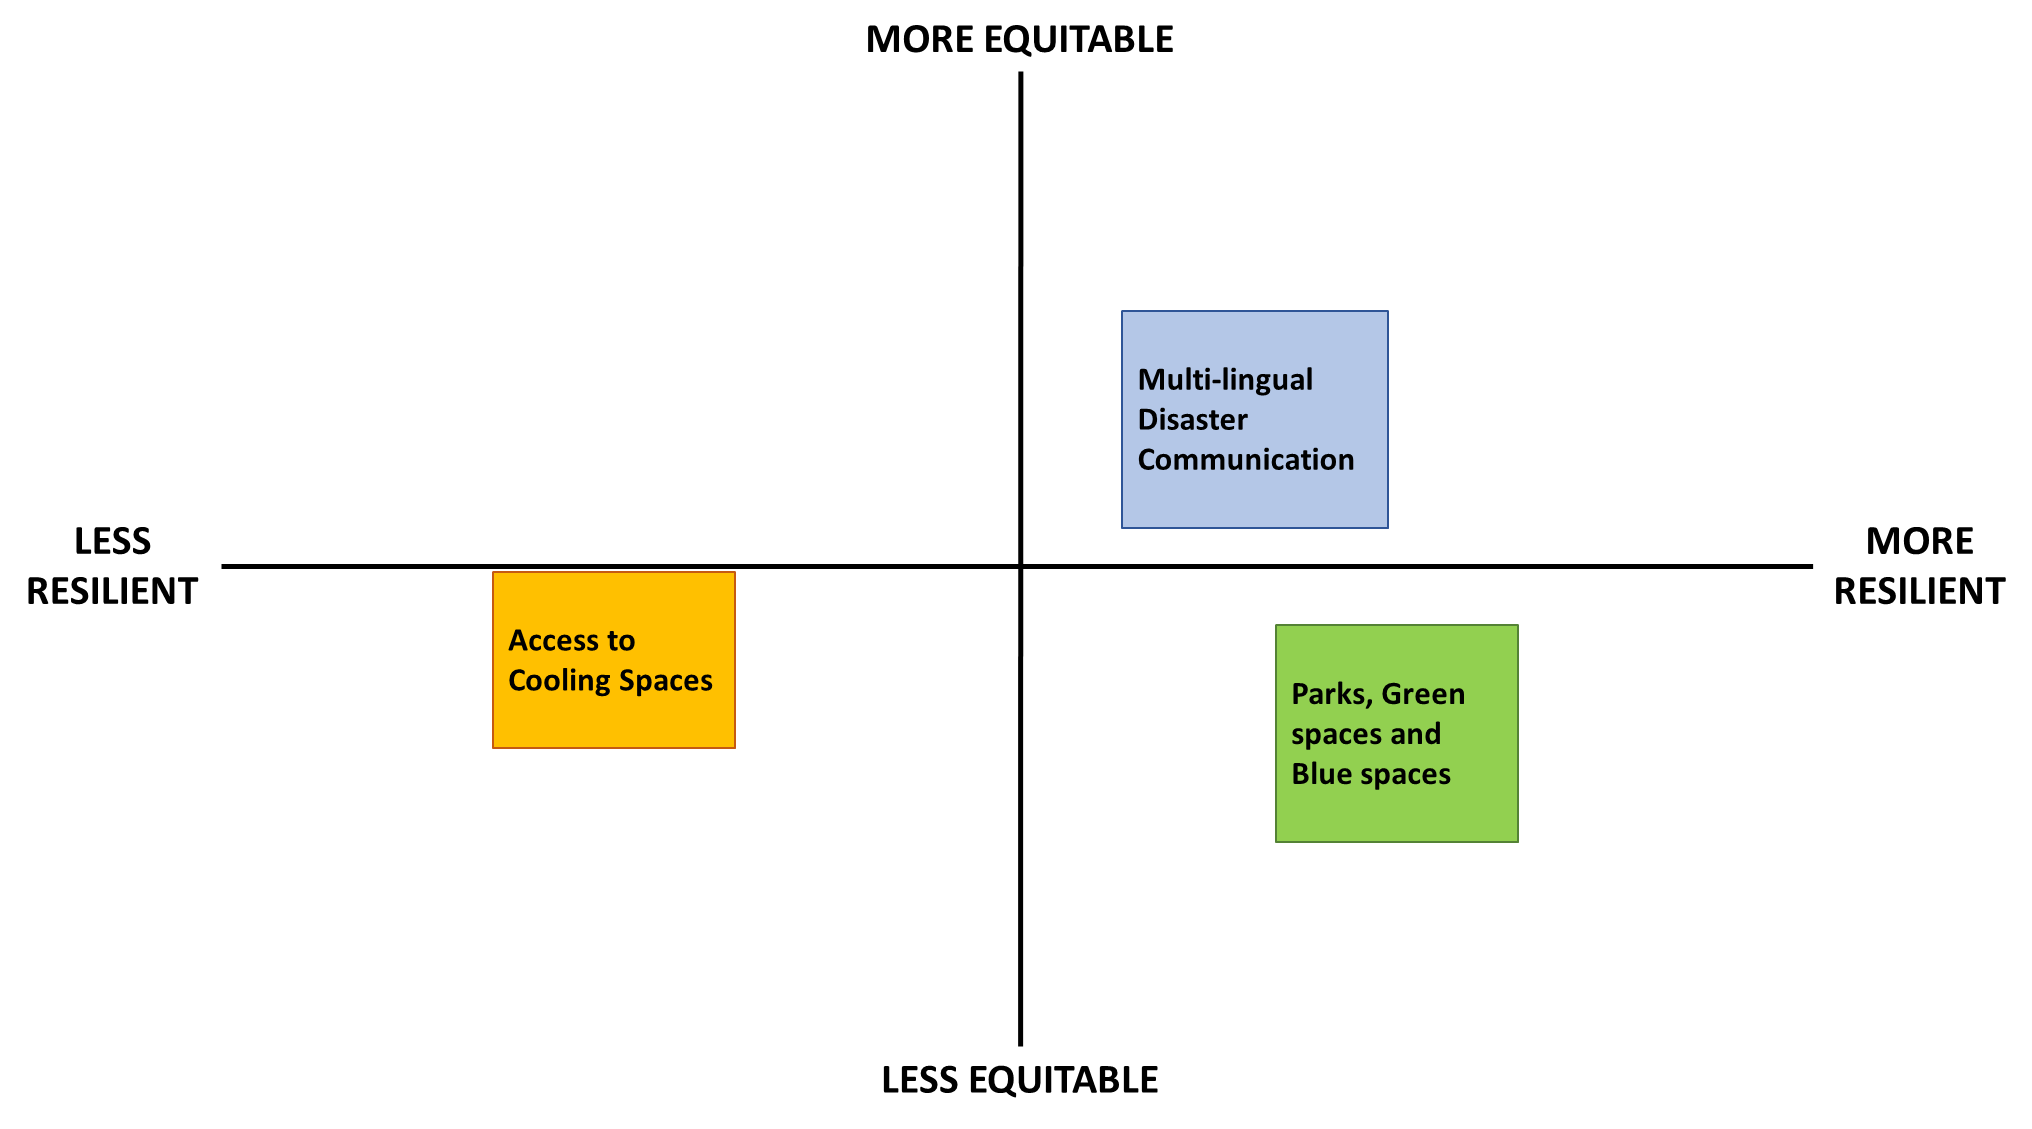 MORE EQUITABLE
Multi-lingual
Disaster
Communication
LESS
RESILIENT
MORE
RESILIENT
Access to
Cooling Spaces
Parks, Green
spaces and
Blue spaces
LESS EQUITABLE